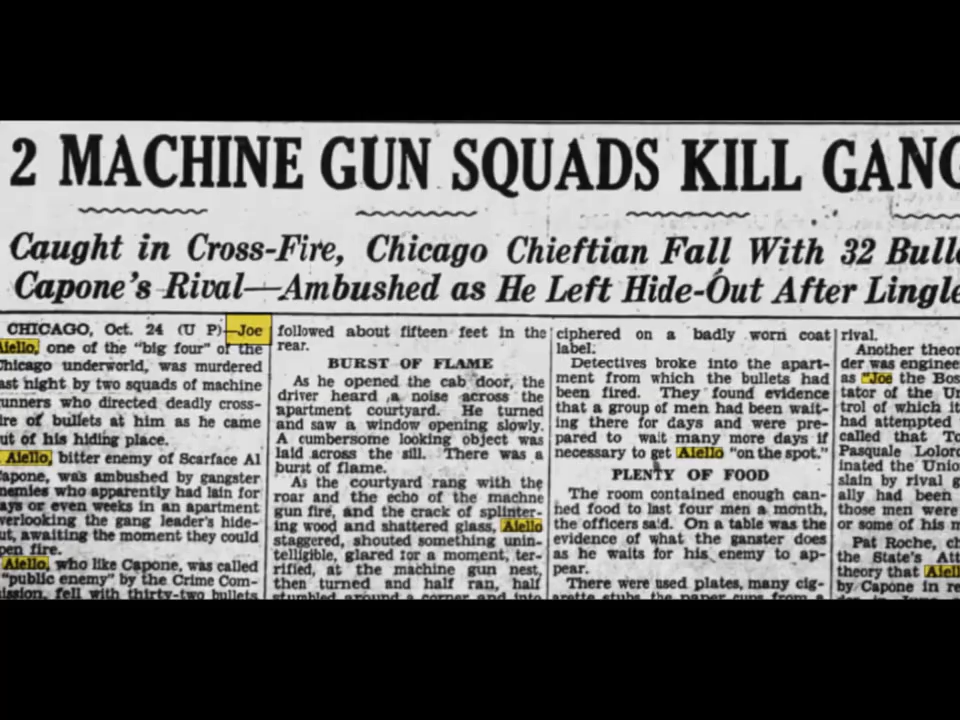 2 MACHINE GUN SQUADS KILL GANG
Caught in Cross-Fire, Chicago Chieftian Fall With 32 Bulle
Capone's Rival—Ambushed as He Left Hide-Out After Lingle
CHICAGO, Oct. 24 (U P)—Joe
Aiello, one of the "big four" of the
Chicago underworld, was murdered
ast night by two squads of machine
unners who directed deadly cross-
ire of bullets at him as he came
ut of his hiding place.
Aiello, bitter enemy of Scarface Al
Capone, was ambushed by gangster
nemies who apparently had lain for
ays or even weeks in an apartment
verlooking the gang leader's hide-
ut, awaiting the moment they could
pen fire.
Aiello, who like Capone, was called
"public enemy" by the Crime Com-
ission, fell with thirty-two bullets
followed about fifteen feet in the
rear.
BURST OF FLAME
As he opened the cab door, the
driver heard a noise across the
apartment courtyard. He turned
and saw a window opening slowly.
A cumbersome looking object was
laid across the sill. There was a
burst of flame.
As the courtyard rang with the
roar and the echo of the machne
gun fire, and the crack of splinter-
ing wood and shattered glass, Aiello
staggered, shouted something unin-
telligible, glared for a moment, ter-
rified, at the machine gun nest,
then turned and half ran, half
stumbled around a corner and into
ciphered on a badly worn coat
label.
Detectives broke into the apart-
ment from which the bullets had
been fired. They found evidence
that a group of men had been wait-
ing there for days and were pre-
pared to wait many more days if
necessary to get Aiello "on the spot."
PLENTY OF FOOD
The room contained enough can-
ned food to last four men a month,
the officers said. On a table was the
evidence of what the ganster does
as he waits for his enemy to ap-
pear.
There were used plates, many cig-
arette stubs, the paper cups from a
rival.
Another theor
der was engineer
as "Joe the Bos
tator of the Un
trol of which it
had attempted
called that To
Pasquale Lolord
inated the Union
slain by rival g
ally had been
those men were
or some of his m
Pat Roche, ch
the State's Att
theory that Aiell
by Capone in re